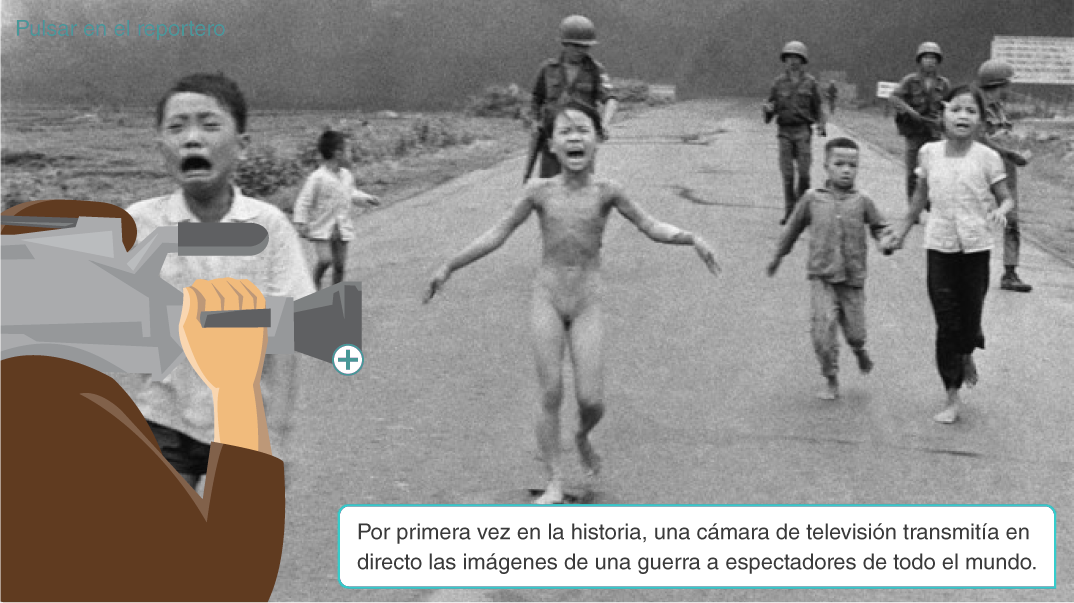 Pulsar en el reportero
Por primera vez en la historia, una cámara de televisión transmitía en
directo las imágenes de una guerra a espectadores de todo el mundo.